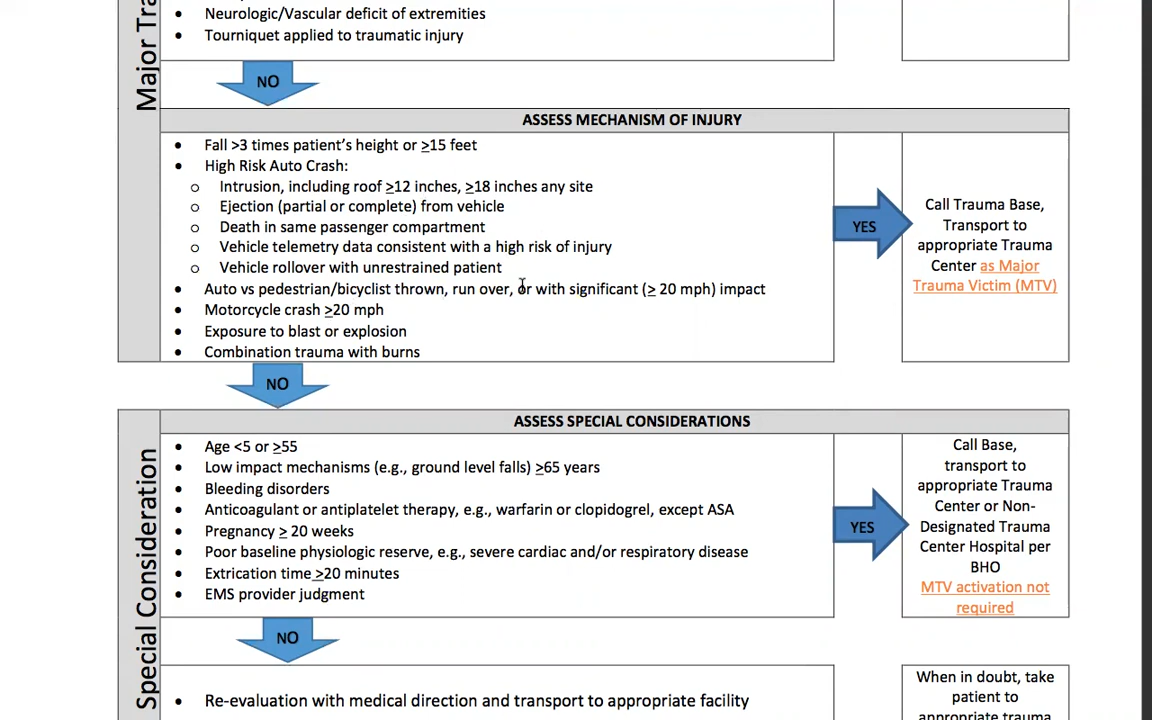 Major Tra
• Neurologic/Vascular deficit of extremities
• Tourniquet applied to traumatic injury
NO
ASSESS MECHANISM OF INJURY
• Fall >3 times patient's height or ≥15 feet
• High Risk Auto Crash:
o Intrusion, including roof ≥12 inches, ≥18 inches any site
o Ejection (partial or complete) from vehicle
o Death in same passenger compartment
o Vehicle telemetry data consistent with a high risk of injury
o Vehicle rollover with unrestrained patient
• Auto vs pedestrian/bicyclist thrown, run over, or with significant (≥ 20 mph) impact
• Motorcycle crash ≥20 mph
• Exposure to blast or explosion
• Combination trauma with burns
YES
Call Trauma Base,
Transport to
appropriate Trauma
Center as Major
Trauma Victim (MTV)
NO
Special Consideration
ASSESS SPECIAL CONSIDERATIONS
• Age <5 or ≥55
• Low impact mechanisms (e.g., ground level falls) ≥65 years
• Bleeding disorders
• Anticoagulant or antiplatelet therapy, e.g., warfarin or clopidogrel, except ASA
• Pregnancy ≥ 20 weeks
• Poor baseline physiologic reserve, e.g., severe cardiac and/or respiratory disease
• Extrication time ≥20 minutes
• EMS provider judgment
YES
Call Base,
transport to
appropriate Trauma
Center or Non-
Designated Trauma
Center Hospital per
BHO
MTV activation not
required
NO
• Re-evaluation with medical direction and transport to appropriate facility
When in doubt, take
patient to
appropriate trauma